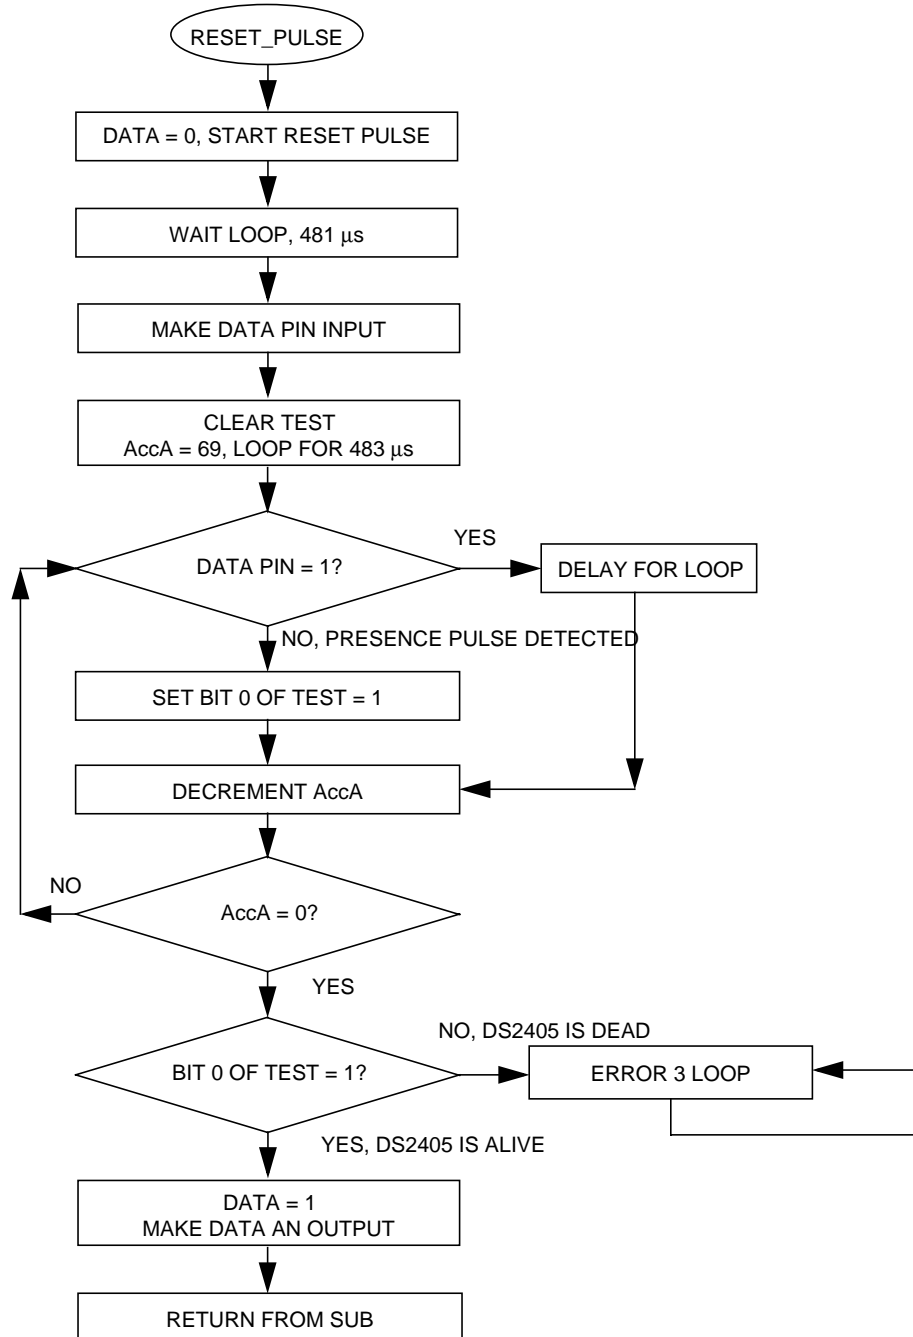 RESET_PULSE
DATA = 0, START RESET PULSE
WAIT LOOP, 481 µs
MAKE DATA PIN INPUT
CLEAR TEST
AccA = 69, LOOP FOR 483 µs
DATA PIN = 1?
YES
DELAY FOR LOOP
NO, PRESENCE PULSE DETECTED
SET BIT 0 OF TEST = 1
DECREMENT AccA
NO
AccA = 0?
YES
NO, DS2405 IS DEAD
BIT 0 OF TEST = 1?
ERROR 3 LOOP
YES, DS2405 IS ALIVE
DATA = 1
MAKE DATA AN OUTPUT
RETURN FROM SUB